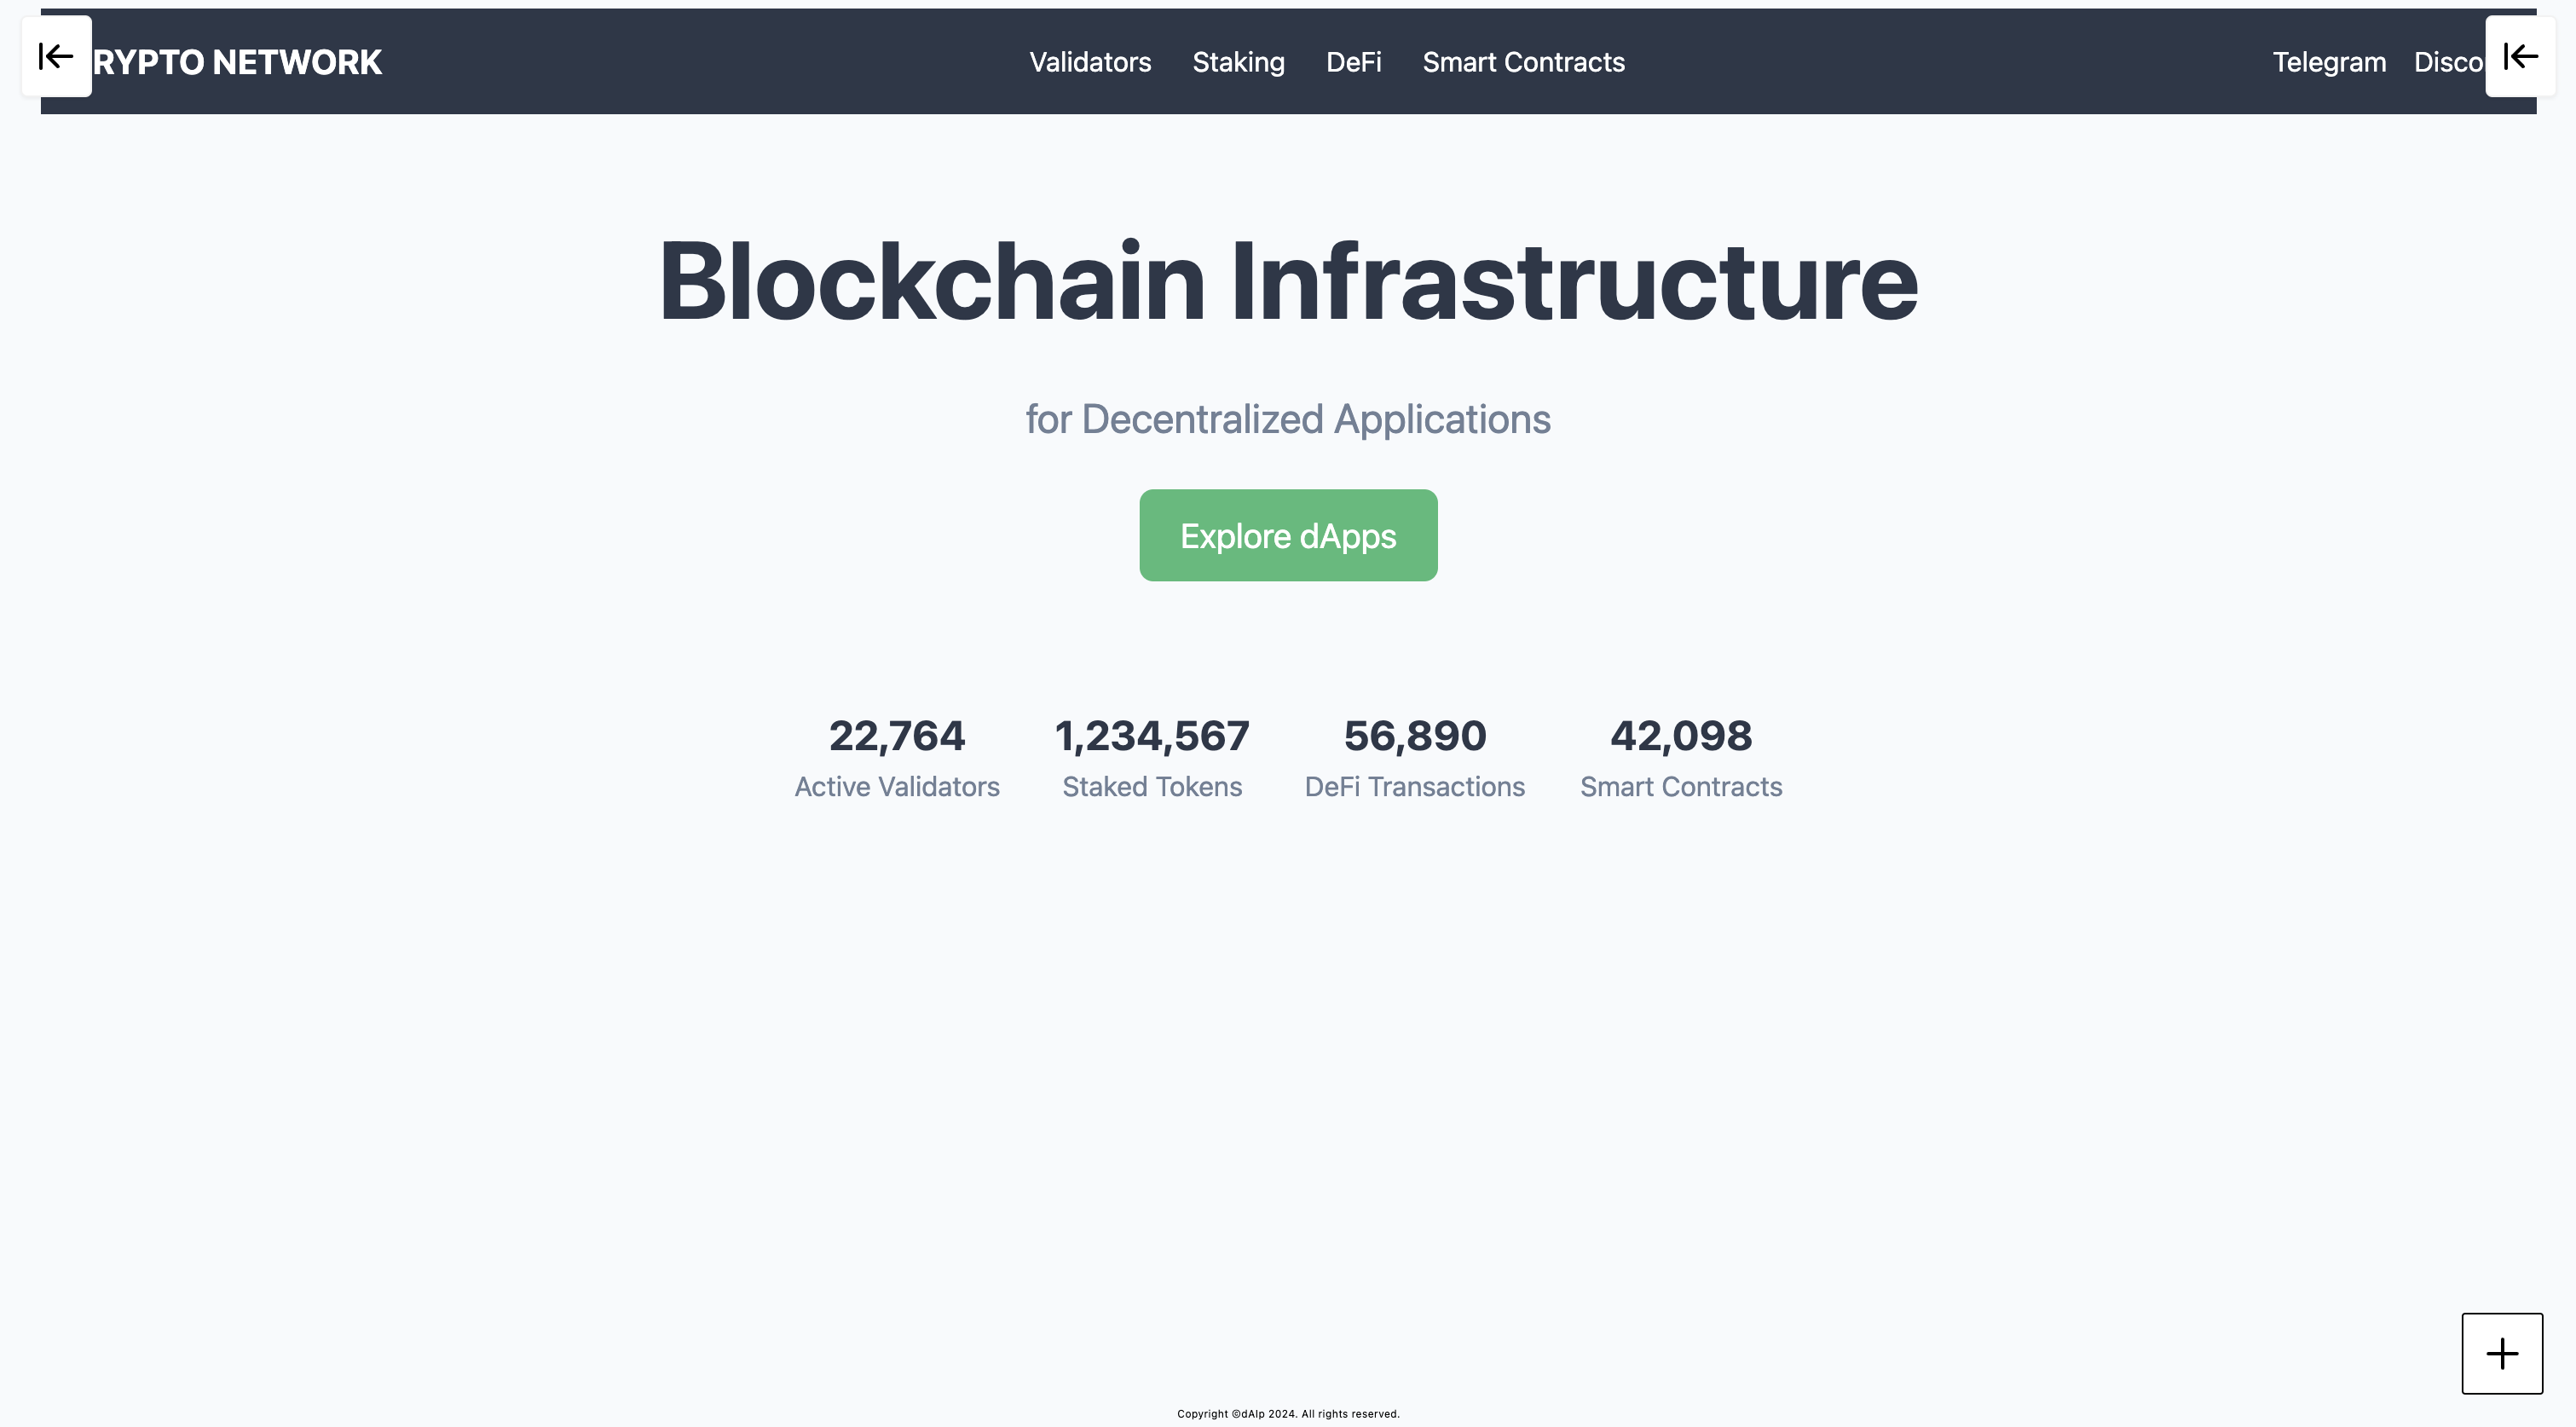 RYPTO NETWORK
Validators Staking DeFi Smart Contracts
Telegram Disco
Blockchain Infrastructure
for Decentralized Applications
Explore dApps
22,764 1,234,567 56,890 42,098
Active Validators Staked Tokens DeFi Transactions Smart Contracts
Copyright ©dAIp 2024. All rights reserved.